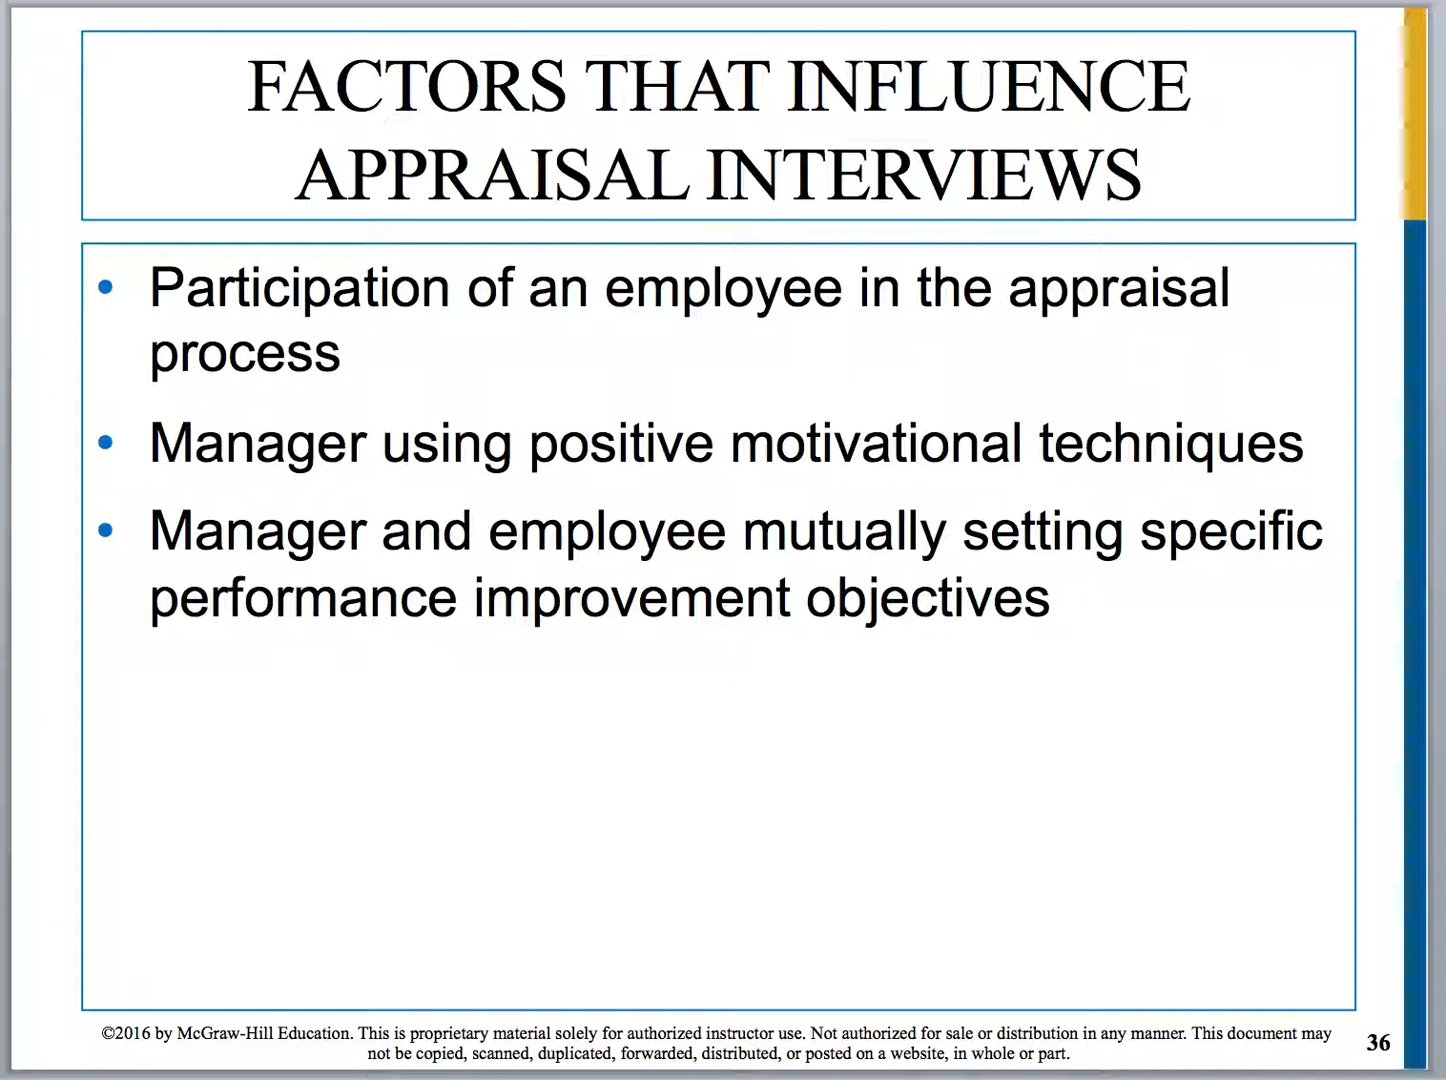 FACTORS THAT INFLUENCE
APPRAISAL INTERVIEWS
• Participation of an employee in the appraisal
process
• Manager using positive motivational techniques
• Manager and employee mutually setting specific
performance improvement objectives
©2016 by McGraw-Hill Education. This is proprietary material solely for authorized instructor use. Not authorized for sale or distribution in any manner. This document may
not be copied, scanned, duplicated, forwarded, distributed, or posted on a website, in whole or part.
36